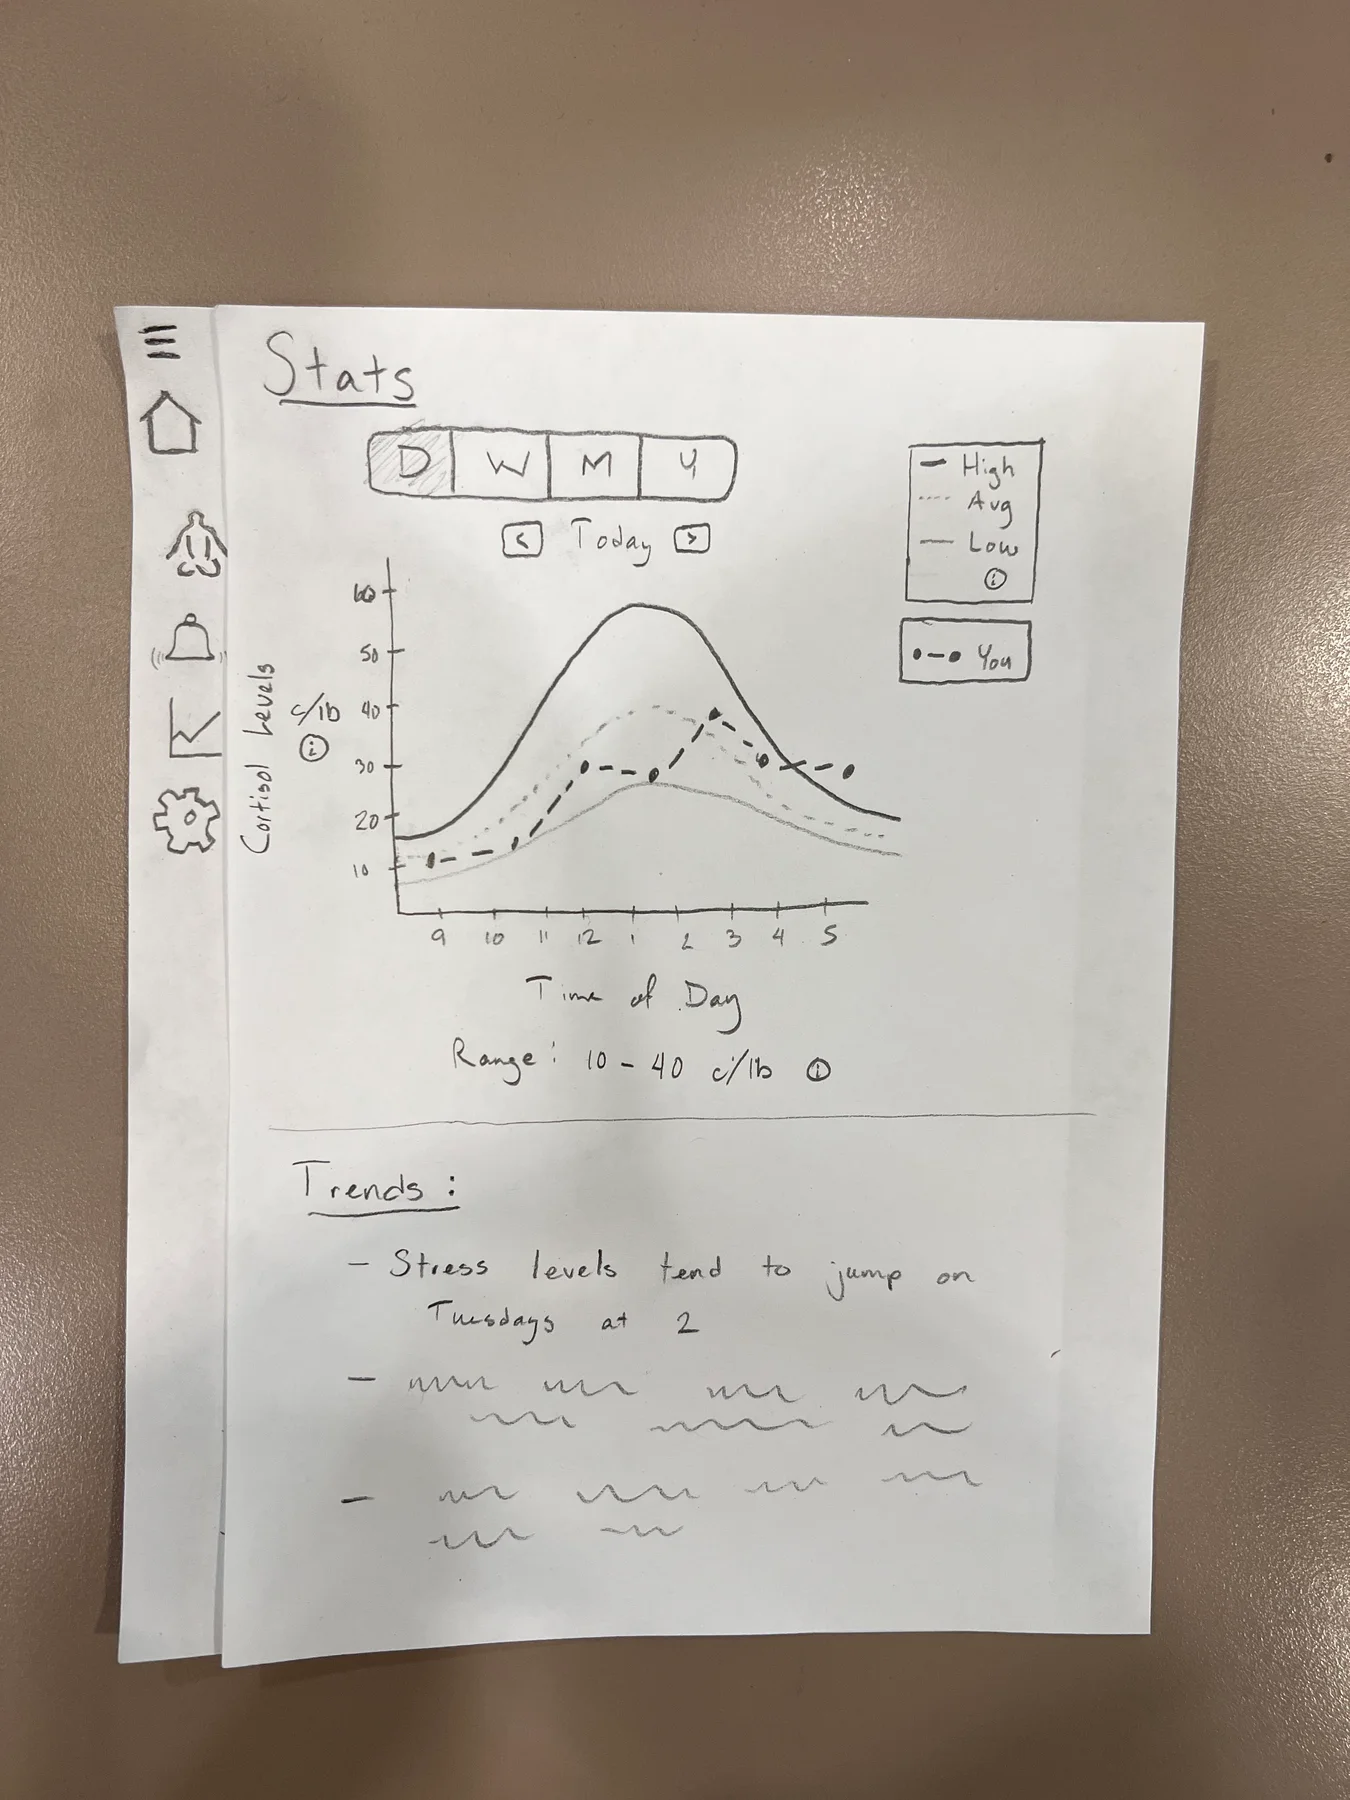 Stats
D W M Y
< Today >
High
Avg
Low
i
You
60
50
40
30
20
10
Cortisol Levels
c/lb
i
9 10 11 12 1 2 3 4 5
Time of Day
Range: 10 - 40 c/lb i
Trends:
- Stress levels tend to jump on
Tuesdays at 2